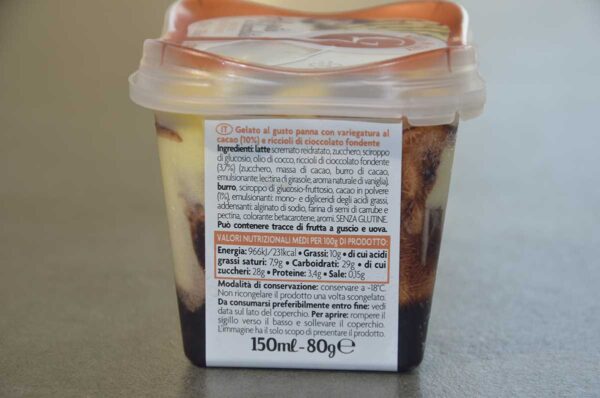 IT Gelato al gusto panna con variegatura al
cacao (10%) e riccioli di cioccolato fondente
Ingredienti: latte scremato reidratato, zucchero, sciroppo
di glucosio, olio di cocco, riccioli di cioccolato fondente
(3,7%) (zucchero, massa di cacao, burro di cacao,
emulsionante: lecitina di girasole, aroma naturale di vaniglia),
burro, sciroppo di glucosio-fruttosio, cacao in polvere
(1%), emulsionanti: mono- e digliceridi degli acidi grassi,
addensanti: alginato di sodio, farina di semi di carrube e
pectina, colorante: betacarotene, aromi. SENZA GLUTINE.
Può contenere tracce di frutta a guscio e uova.
VALORI NUTRIZIONALI MEDI PER 100g DI PRODOTTO:
Energia: 966kJ/231kcal • Grassi: 10g • di cui acidi
grassi saturi: 7,9g • Carboidrati: 29g • di cui
zuccheri: 28g • Proteine: 3,4g • Sale: 0,15g
Modalità di conservazione: conservare a -18°C.
Non ricongelare il prodotto una volta scongelato.
Da consumarsi preferibilmente entro fine: vedi
data sul lato del coperchio. Per aprire: rompere il
sigillo verso il basso e sollevare il coperchio.
L'immagine ha il solo scopo di presentare il prodotto.
150ml - 80g℮